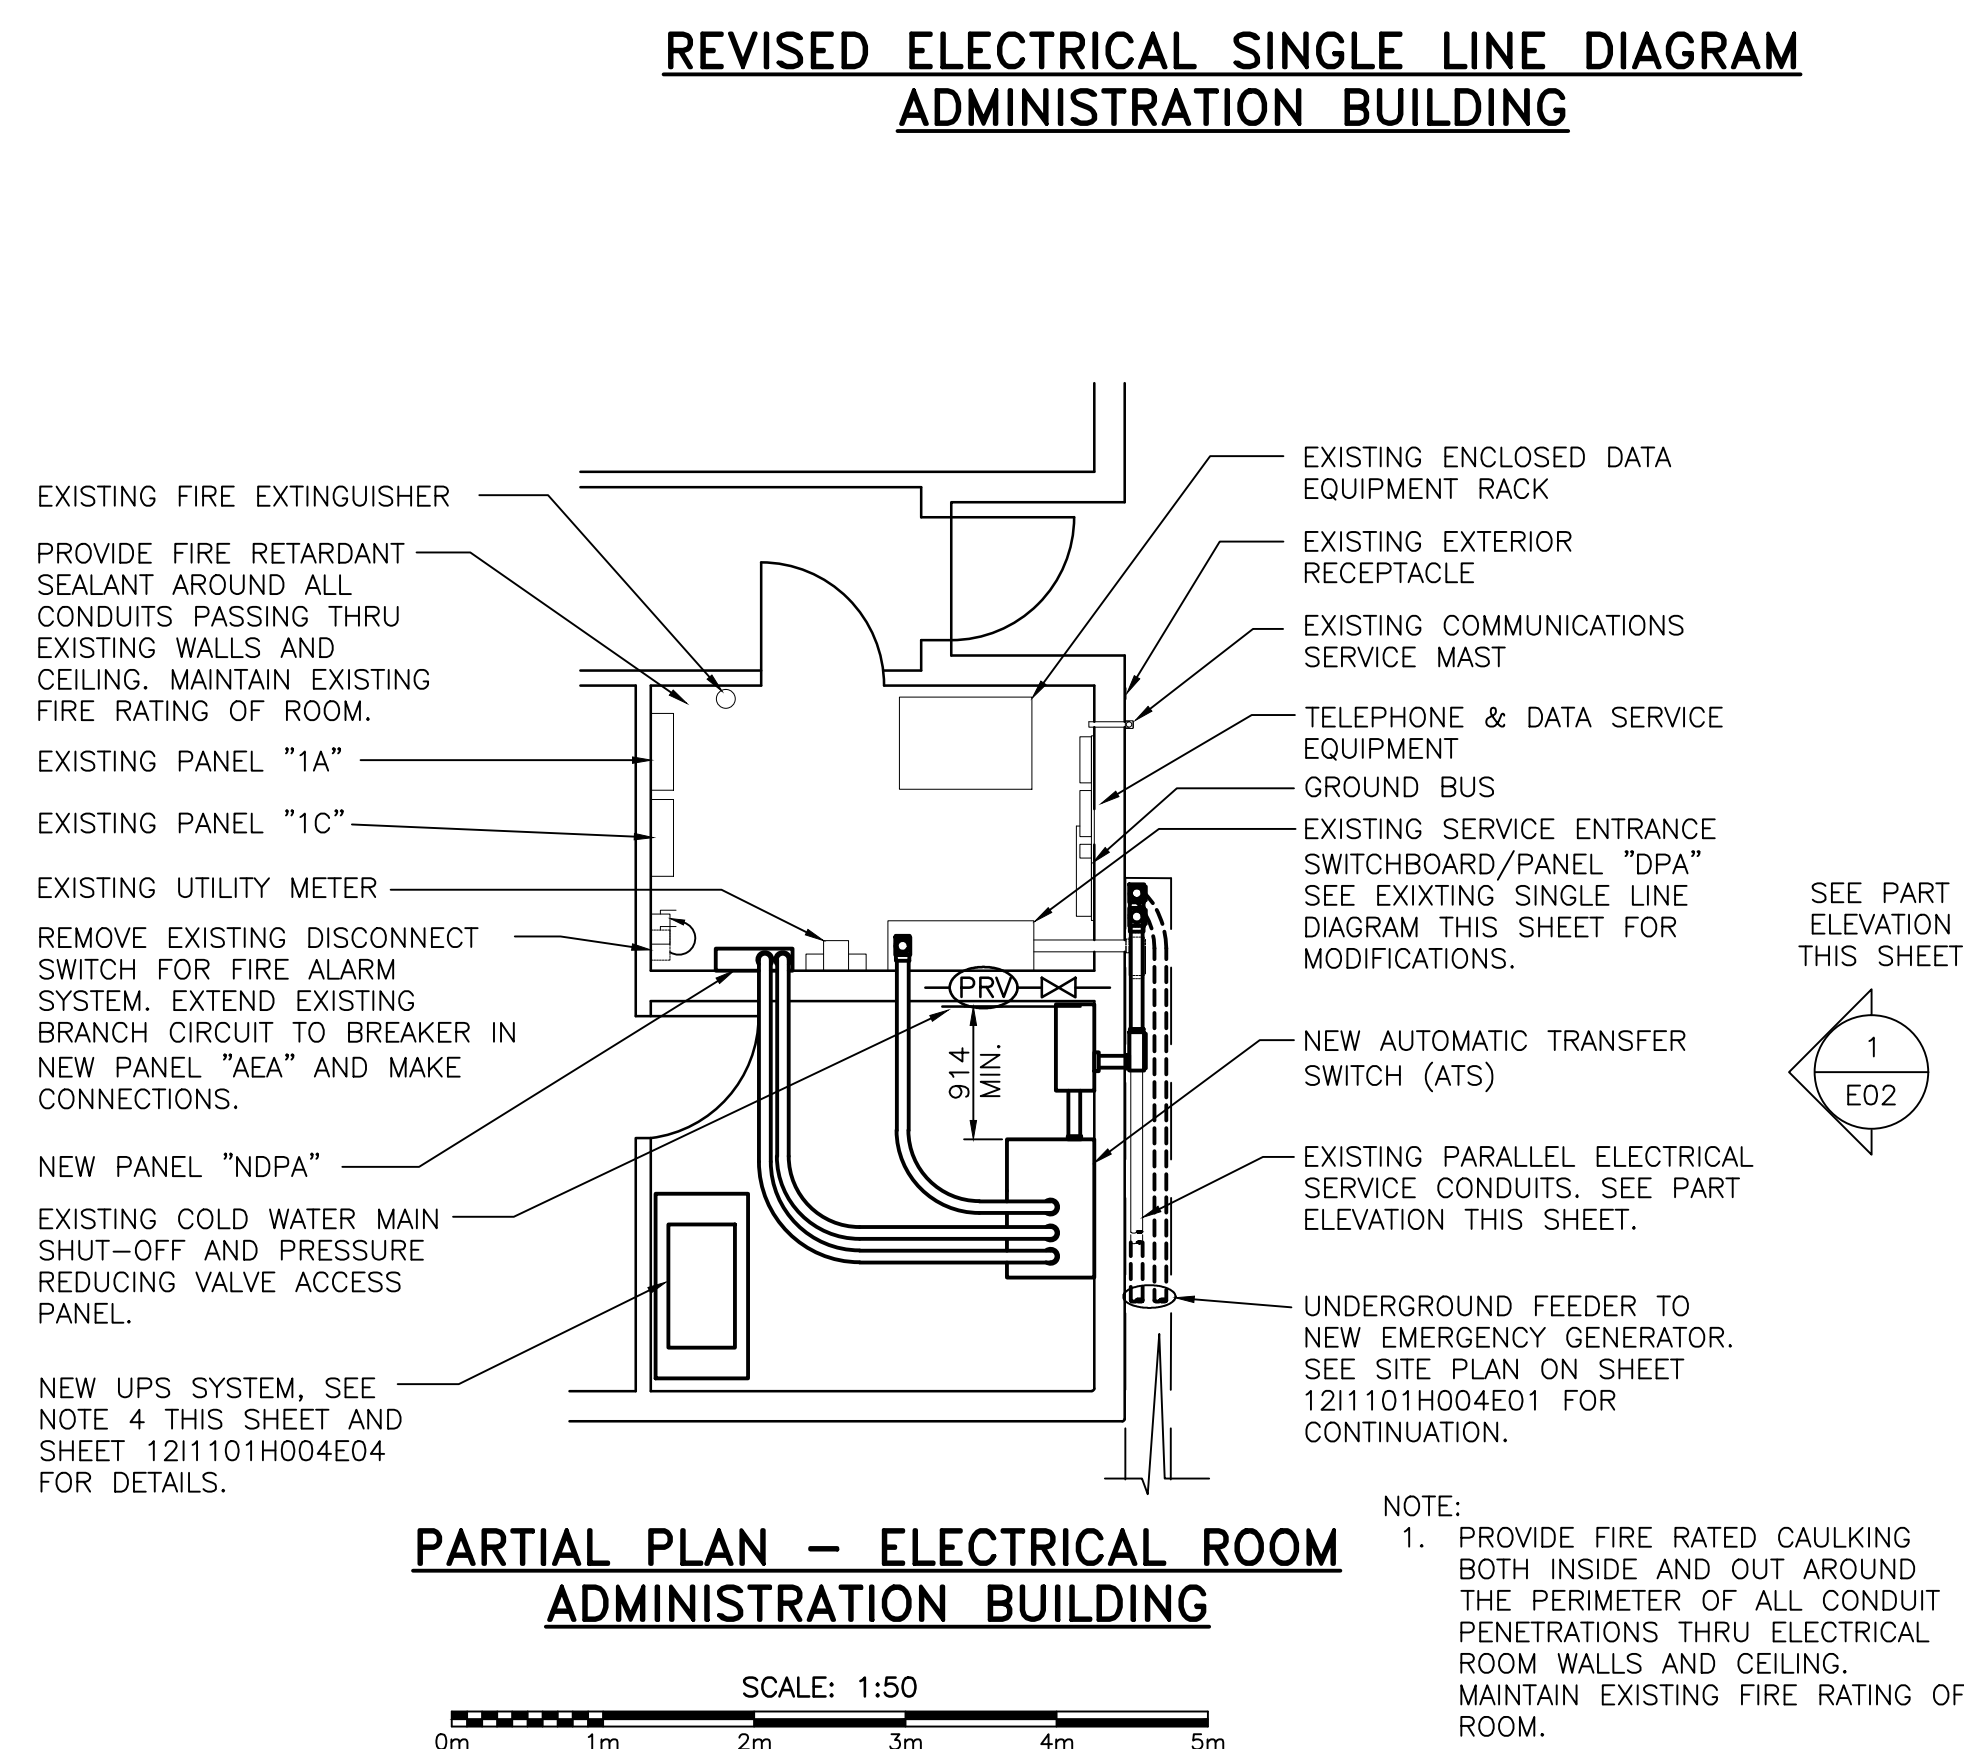 REVISED ELECTRICAL SINGLE LINE DIAGRAM
ADMINISTRATION BUILDING
EXISTING FIRE EXTINGUISHER
PROVIDE FIRE RETARDANT
SEALANT AROUND ALL
CONDUITS PASSING THRU
EXISTING WALLS AND
CEILING. MAINTAIN EXISTING
FIRE RATING OF ROOM.
EXISTING PANEL "1A"
EXISTING PANEL "1C"
EXISTING UTILITY METER
REMOVE EXISTING DISCONNECT
SWITCH FOR FIRE ALARM
SYSTEM. EXTEND EXISTING
BRANCH CIRCUIT TO BREAKER IN
NEW PANEL "AEA" AND MAKE
CONNECTIONS.
NEW PANEL "NDPA"
EXISTING COLD WATER MAIN
SHUT-OFF AND PRESSURE
REDUCING VALVE ACCESS
PANEL.
NEW UPS SYSTEM, SEE
NOTE 4 THIS SHEET AND
SHEET 12I1101H004E04
FOR DETAILS.
PRV
914
MIN.
EXISTING ENCLOSED DATA
EQUIPMENT RACK
EXISTING EXTERIOR
RECEPTACLE
EXISTING COMMUNICATIONS
SERVICE MAST
TELEPHONE & DATA SERVICE
EQUIPMENT
GROUND BUS
EXISTING SERVICE ENTRANCE
SWITCHBOARD/PANEL "DPA"
SEE EXIXTING SINGLE LINE
DIAGRAM THIS SHEET FOR
MODIFICATIONS.
NEW AUTOMATIC TRANSFER
SWITCH (ATS)
EXISTING PARALLEL ELECTRICAL
SERVICE CONDUITS. SEE PART
ELEVATION THIS SHEET.
UNDERGROUND FEEDER TO
NEW EMERGENCY GENERATOR.
SEE SITE PLAN ON SHEET
12I1101H004E01 FOR
CONTINUATION.
SEE PART
ELEVATION
THIS SHEET
1
E02
PARTIAL PLAN - ELECTRICAL ROOM
ADMINISTRATION BUILDING
SCALE: 1:50
0m 1m 2m 3m 4m 5m
NOTE:
1. PROVIDE FIRE RATED CAULKING
BOTH INSIDE AND OUT AROUND
THE PERIMETER OF ALL CONDUIT
PENETRATIONS THRU ELECTRICAL
ROOM WALLS AND CEILING.
MAINTAIN EXISTING FIRE RATING OF
ROOM.